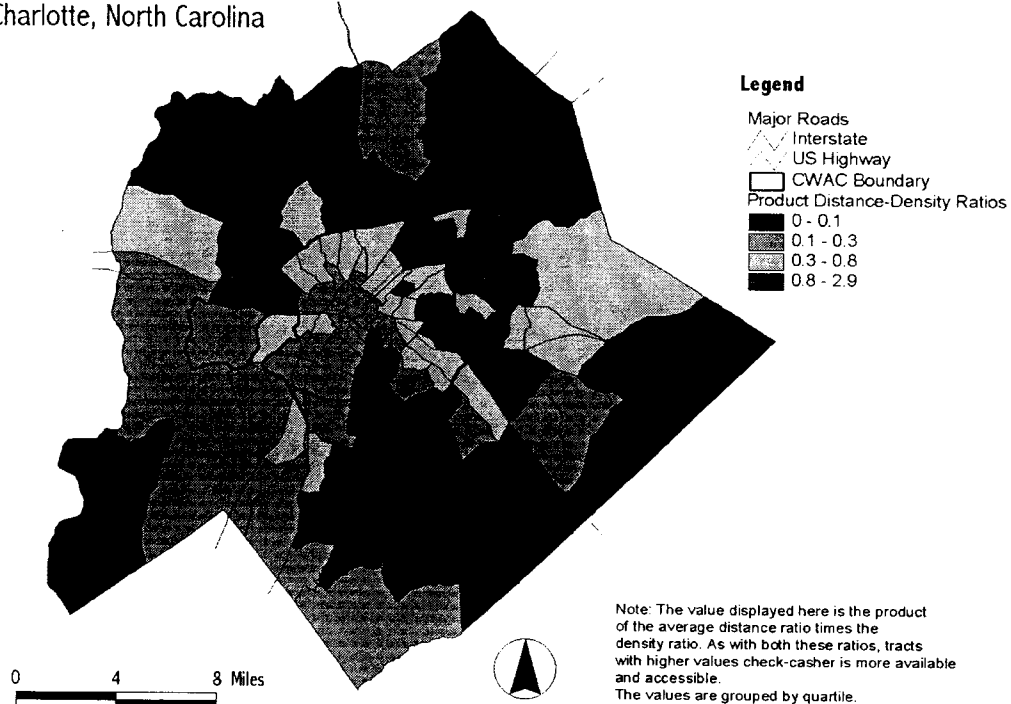 Charlotte, North Carolina
Legend
Major Roads
Interstate
US Highway
CWAC Boundary
Product Distance-Density Ratios
0 - 0.1
0.1 - 0.3
0.3 - 0.8
0.8 - 2.9
Note: The value displayed here is the product
of the average distance ratio times the
density ratio. As with both these ratios, tracts
with higher values check-casher is more available
and accessible.
The values are grouped by quartile.
0 4 8 Miles